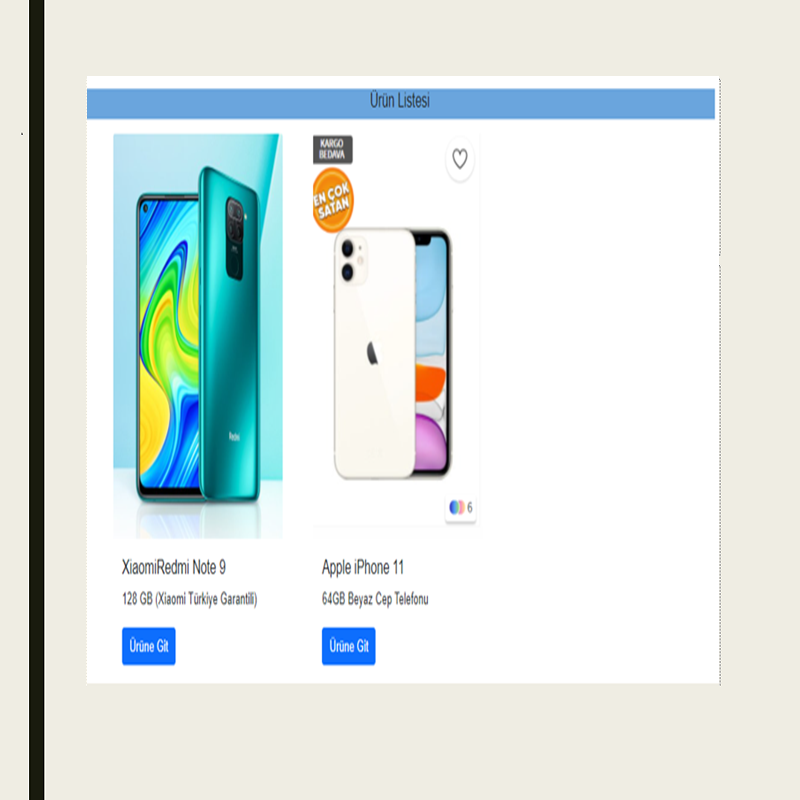 Ürün Listesi
KARGO
BEDAVA
EN ÇOK
SATAN
Redmi
6
XiaomiRedmi Note 9
Apple iPhone 11
128 GB (Xiaomi Türkiye Garantili)
64GB Beyaz Cep Telefonu
Ürüne Git
Ürüne Git